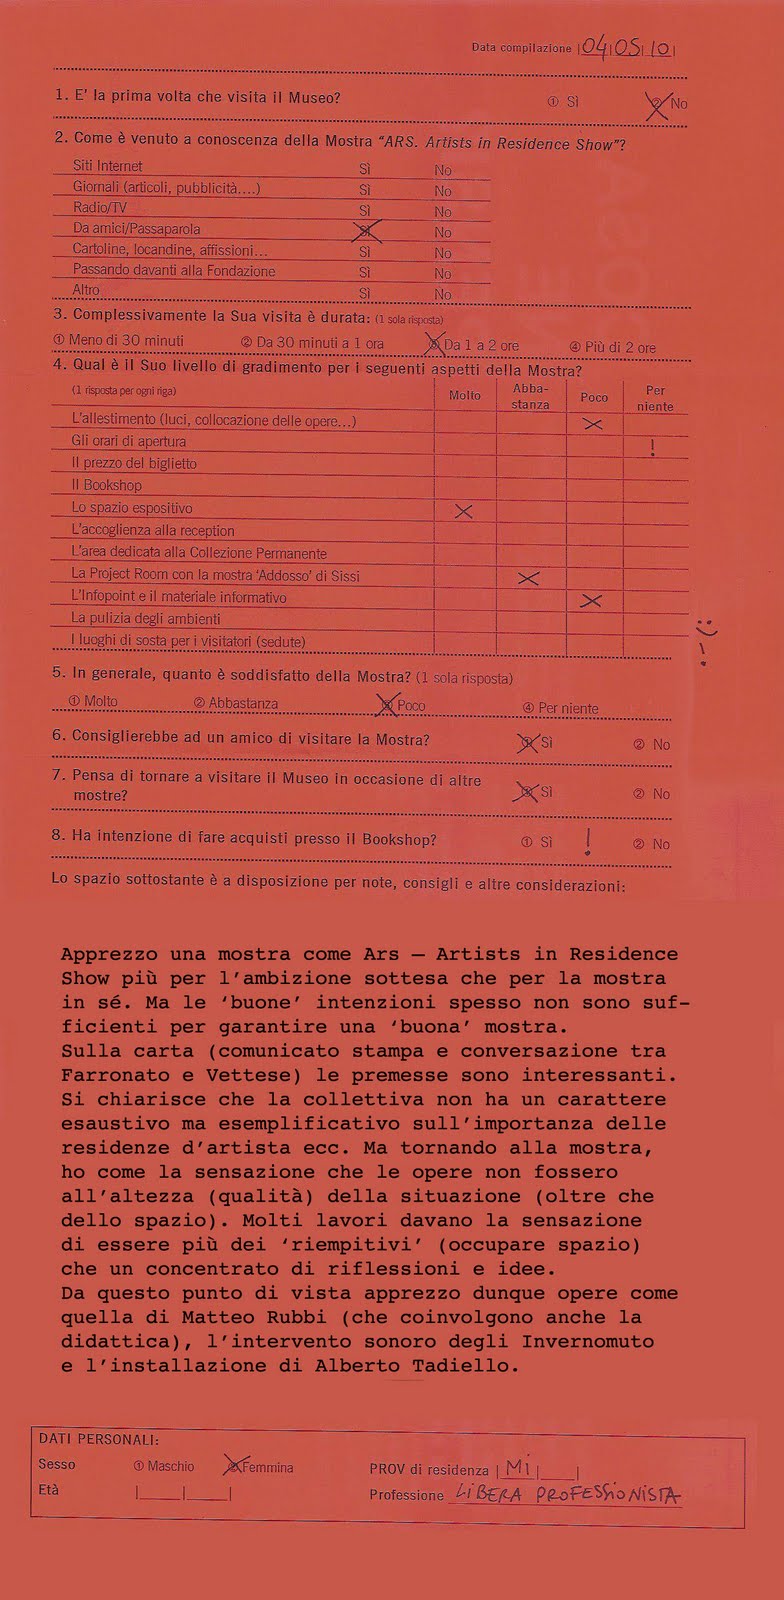 Data compilazione |04|05|10|
1. E' la prima volta che visita il Museo? ① Sì ② No
2. Come è venuto a conoscenza della Mostra “ARS. Artists in Residence Show”?
Siti Internet Sì No
Giornali (articoli, pubblicità....) Sì No
Radio/TV Sì No
Da amici/Passaparola Sì No
Cartoline, locandine, affissioni... Sì No
Passando davanti alla Fondazione Sì No
Altro Sì No
3. Complessivamente la Sua visita è durata: (1 sola risposta)
① Meno di 30 minuti ② Da 30 minuti a 1 ora ③ Da 1 a 2 ore ④ Più di 2 ore
4. Qual è il Suo livello di gradimento per i seguenti aspetti della Mostra?
(1 risposta per ogni riga) Molto Abba-stanza Poco Per niente
L'allestimento (luci, collocazione delle opere...) X
Gli orari di apertura !
Il prezzo del biglietto
Il Bookshop
Lo spazio espositivo X
L'accoglienza alla reception
L'area dedicata alla Collezione Permanente
La Project Room con la mostra 'Addosso' di Sissi X
L'Infopoint e il materiale informativo X
La pulizia degli ambienti
I luoghi di sosta per i visitatori (sedute)
5. In generale, quanto è soddisfatto della Mostra? (1 sola risposta)
① Molto ② Abbastanza ③ Poco ④ Per niente
6. Consiglierebbe ad un amico di visitare la Mostra? ① Sì ② No
7. Pensa di tornare a visitare il Museo in occasione di altre
mostre? ① Sì ② No
8. Ha intenzione di fare acquisti presso il Bookshop? ① Sì ! ② No
Lo spazio sottostante è a disposizione per note, consigli e altre considerazioni:
Apprezzo una mostra come Ars – Artists in Residence
Show più per l’ambizione sottesa che per la mostra
in sé. Ma le ‘buone’ intenzioni spesso non sono suf-
ficienti per garantire una ‘buona’ mostra.
Sulla carta (comunicato stampa e conversazione tra
Farronato e Vettese) le premesse sono interessanti.
Si chiarisce che la collettiva non ha un carattere
esaustivo ma esemplificativo sull’importanza delle
residenze d’artista ecc. Ma tornando alla mostra,
ho come la sensazione che le opere non fossero
all’altezza (qualità) della situazione (oltre che
dello spazio). Molti lavori davano la sensazione
di essere più dei ‘riempitivi’ (occupare spazio)
che un concentrato di riflessioni e idee.
Da questo punto di vista apprezzo dunque opere come
quella di Matteo Rubbi (che coinvolgono anche la
didattica), l’intervento sonoro degli Invernomuto
e l’installazione di Alberto Tadiello.
DATI PERSONALI:
Sesso ① Maschio ② Femmina PROV di residenza | Mi |
Età Professione LIBERA PROFESSIONISTA